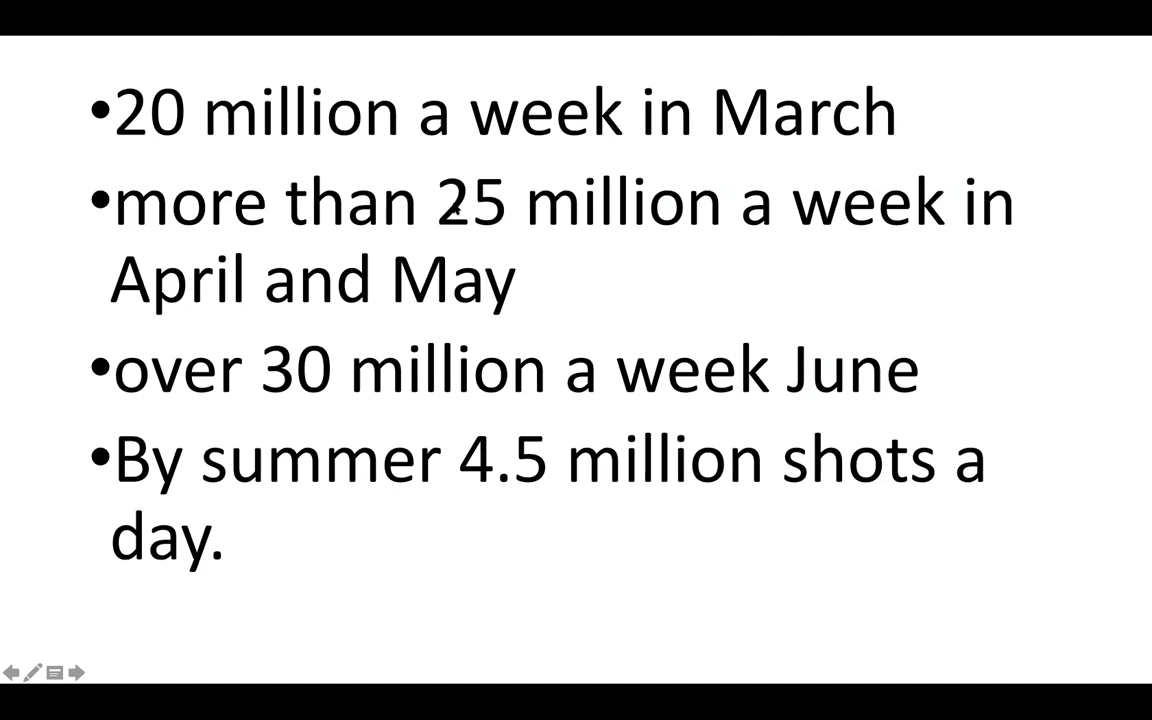 •20 million a week in March
•more than 25 million a week in
April and May
•over 30 million a week June
•By summer 4.5 million shots a
day.